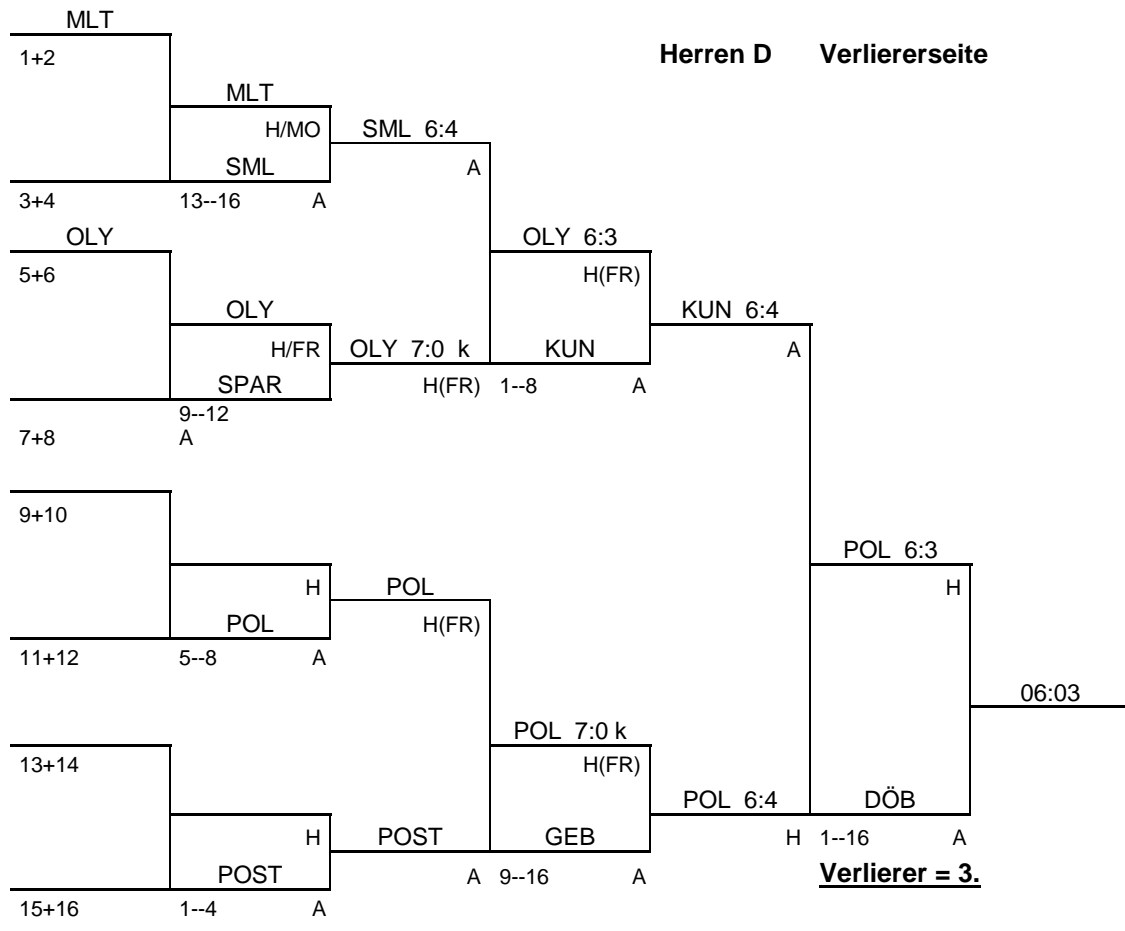 MLT
1+2
Herren D Verliererseite
MLT
H/MO
SML 6:4
SML
A
3+4
13--16 A
OLY
OLY 6:3
5+6
H(FR)
OLY
KUN 6:4
H/FR
OLY 7:0 k
KUN
A
SPAR
H(FR)
1--8 A
9--12
7+8
A
9+10
POL 6:3
H
POL
H
POL
H(FR)
11+12
5--8 A
06:03
POL 7:0 k
13+14
H(FR)
POL 6:4
DÖB
H
POST
GEB
H
1--16 A
POST
A
9--16 A
Verlierer = 3.
15+16
1--4 A